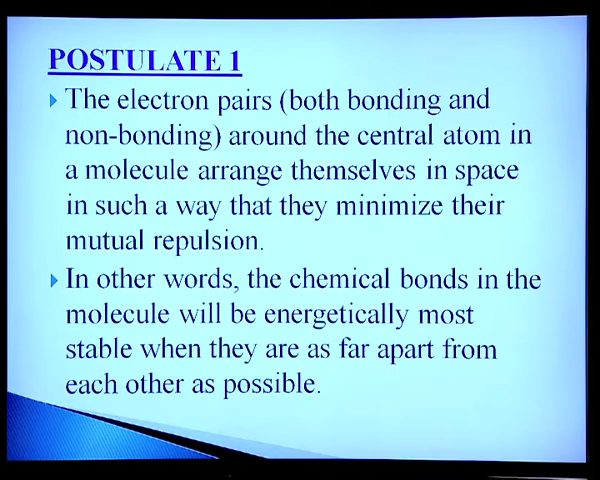 POSTULATE 1
The electron pairs (both bonding and
non-bonding) around the central atom in
a molecule arrange themselves in space
in such a way that they minimize their
mutual repulsion.
In other words, the chemical bonds in the
molecule will be energetically most
stable when they are as far apart from
each other as possible.